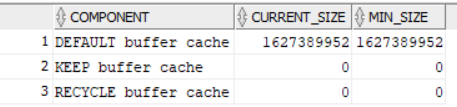 COMPONENT CURRENT_SIZE MIN_SIZE
1 DEFAULT buffer cache 1627389952 1627389952
2 KEEP buffer cache 0 0
3 RECYCLE buffer cache 0 0